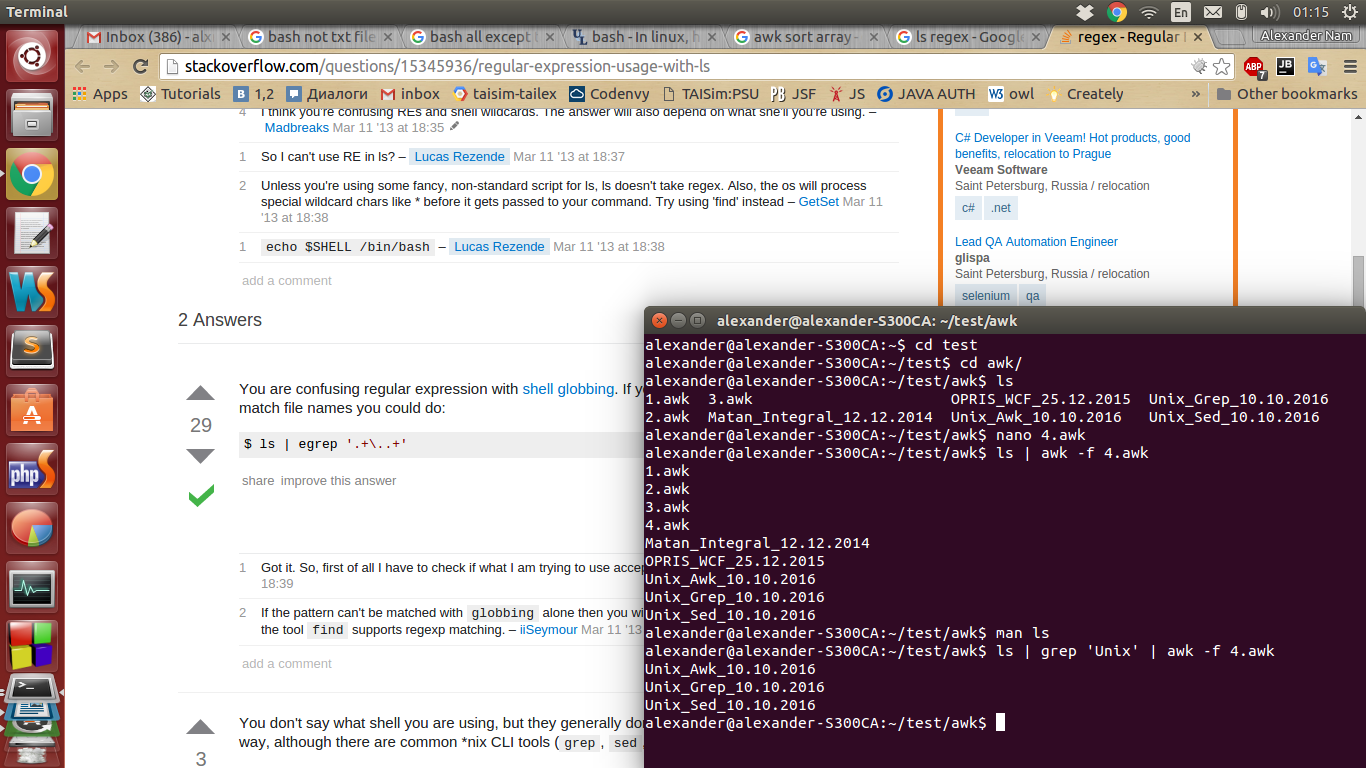 Terminal
En
01:15
Inbox (386) - alx
bash not txt file
bash all except t
bash - In linux, h
awk sort array -
ls regex - Google
regex - Regular
Alexander Nam
stackoverflow.com/questions/15345936/regular-expression-usage-with-ls
ABP
7
JB
Apps
Tutorials
B 1,2
Диалоги
inbox
taisim-tailex
Codenvy
TAISim:PSU
JSF
JS
JAVA AUTH
W3 owl
Creately
»
Other bookmarks
4 I think you're confusing REs and shell wildcards. The answer will also depend on what she'll you're using. –
Madbreaks Mar 11 '13 at 18:35
1 So I can't use RE in ls? – Lucas Rezende Mar 11 '13 at 18:37
2 Unless you're using some fancy, non-standard script for ls, ls doesn't take regex. Also, the os will process
special wildcard chars like * before it gets passed to your command. Try using 'find' instead – GetSet Mar 11
'13 at 18:38
1 echo $SHELL /bin/bash – Lucas Rezende Mar 11 '13 at 18:38
add a comment
C# Developer in Veeam! Hot products, good
benefits, relocation to Prague
Veeam Software
Saint Petersburg, Russia / relocation
c# .net
Lead QA Automation Engineer
glispa
Saint Petersburg, Russia / relocation
selenium qa
2 Answers
You are confusing regular expression with shell globbing. If y
match file names you could do:
29
$ ls | egrep '.+\..+'
share improve this answer
1 Got it. So, first of all I have to check if what I am trying to use accep
18:39
2 If the pattern can't be matched with globbing alone then you wi
the tool find supports regexp matching. – iiSeymour Mar 11 '13
add a comment
You don't say what shell you are using, but they generally don
way, although there are common *nix CLI tools (grep, sed
3
alexander@alexander-S300CA: ~/test/awk
alexander@alexander-S300CA:~$ cd test
alexander@alexander-S300CA:~/test$ cd awk/
alexander@alexander-S300CA:~/test/awk$ ls
1.awk 3.awk OPRIS_WCF_25.12.2015 Unix_Grep_10.10.2016
2.awk Matan_Integral_12.12.2014 Unix_Awk_10.10.2016 Unix_Sed_10.10.2016
alexander@alexander-S300CA:~/test/awk$ nano 4.awk
alexander@alexander-S300CA:~/test/awk$ ls | awk -f 4.awk
1.awk
2.awk
3.awk
4.awk
Matan_Integral_12.12.2014
OPRIS_WCF_25.12.2015
Unix_Awk_10.10.2016
Unix_Grep_10.10.2016
Unix_Sed_10.10.2016
alexander@alexander-S300CA:~/test/awk$ man ls
alexander@alexander-S300CA:~/test/awk$ ls | grep 'Unix' | awk -f 4.awk
Unix_Awk_10.10.2016
Unix_Grep_10.10.2016
Unix_Sed_10.10.2016
alexander@alexander-S300CA:~/test/awk$